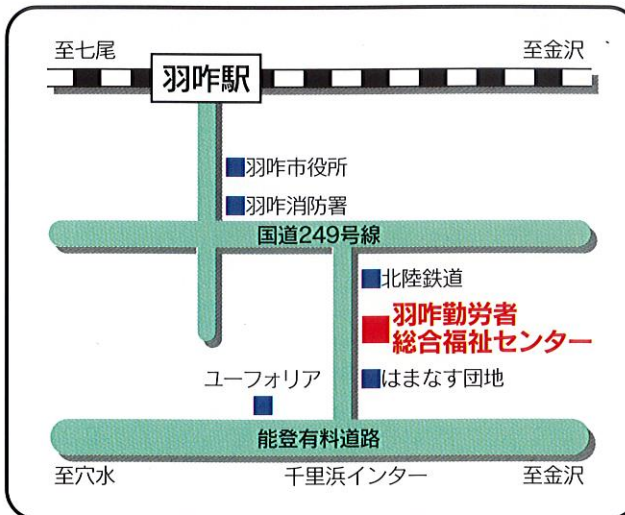 至七尾
至金沢
羽咋駅
羽咋市役所
羽咋消防署
国道249号線
北陸鉄道
羽咋勤労者
総合福祉センター
ユーフォリア
はまなす団地
能登有料道路
至穴水
千里浜インター
至金沢